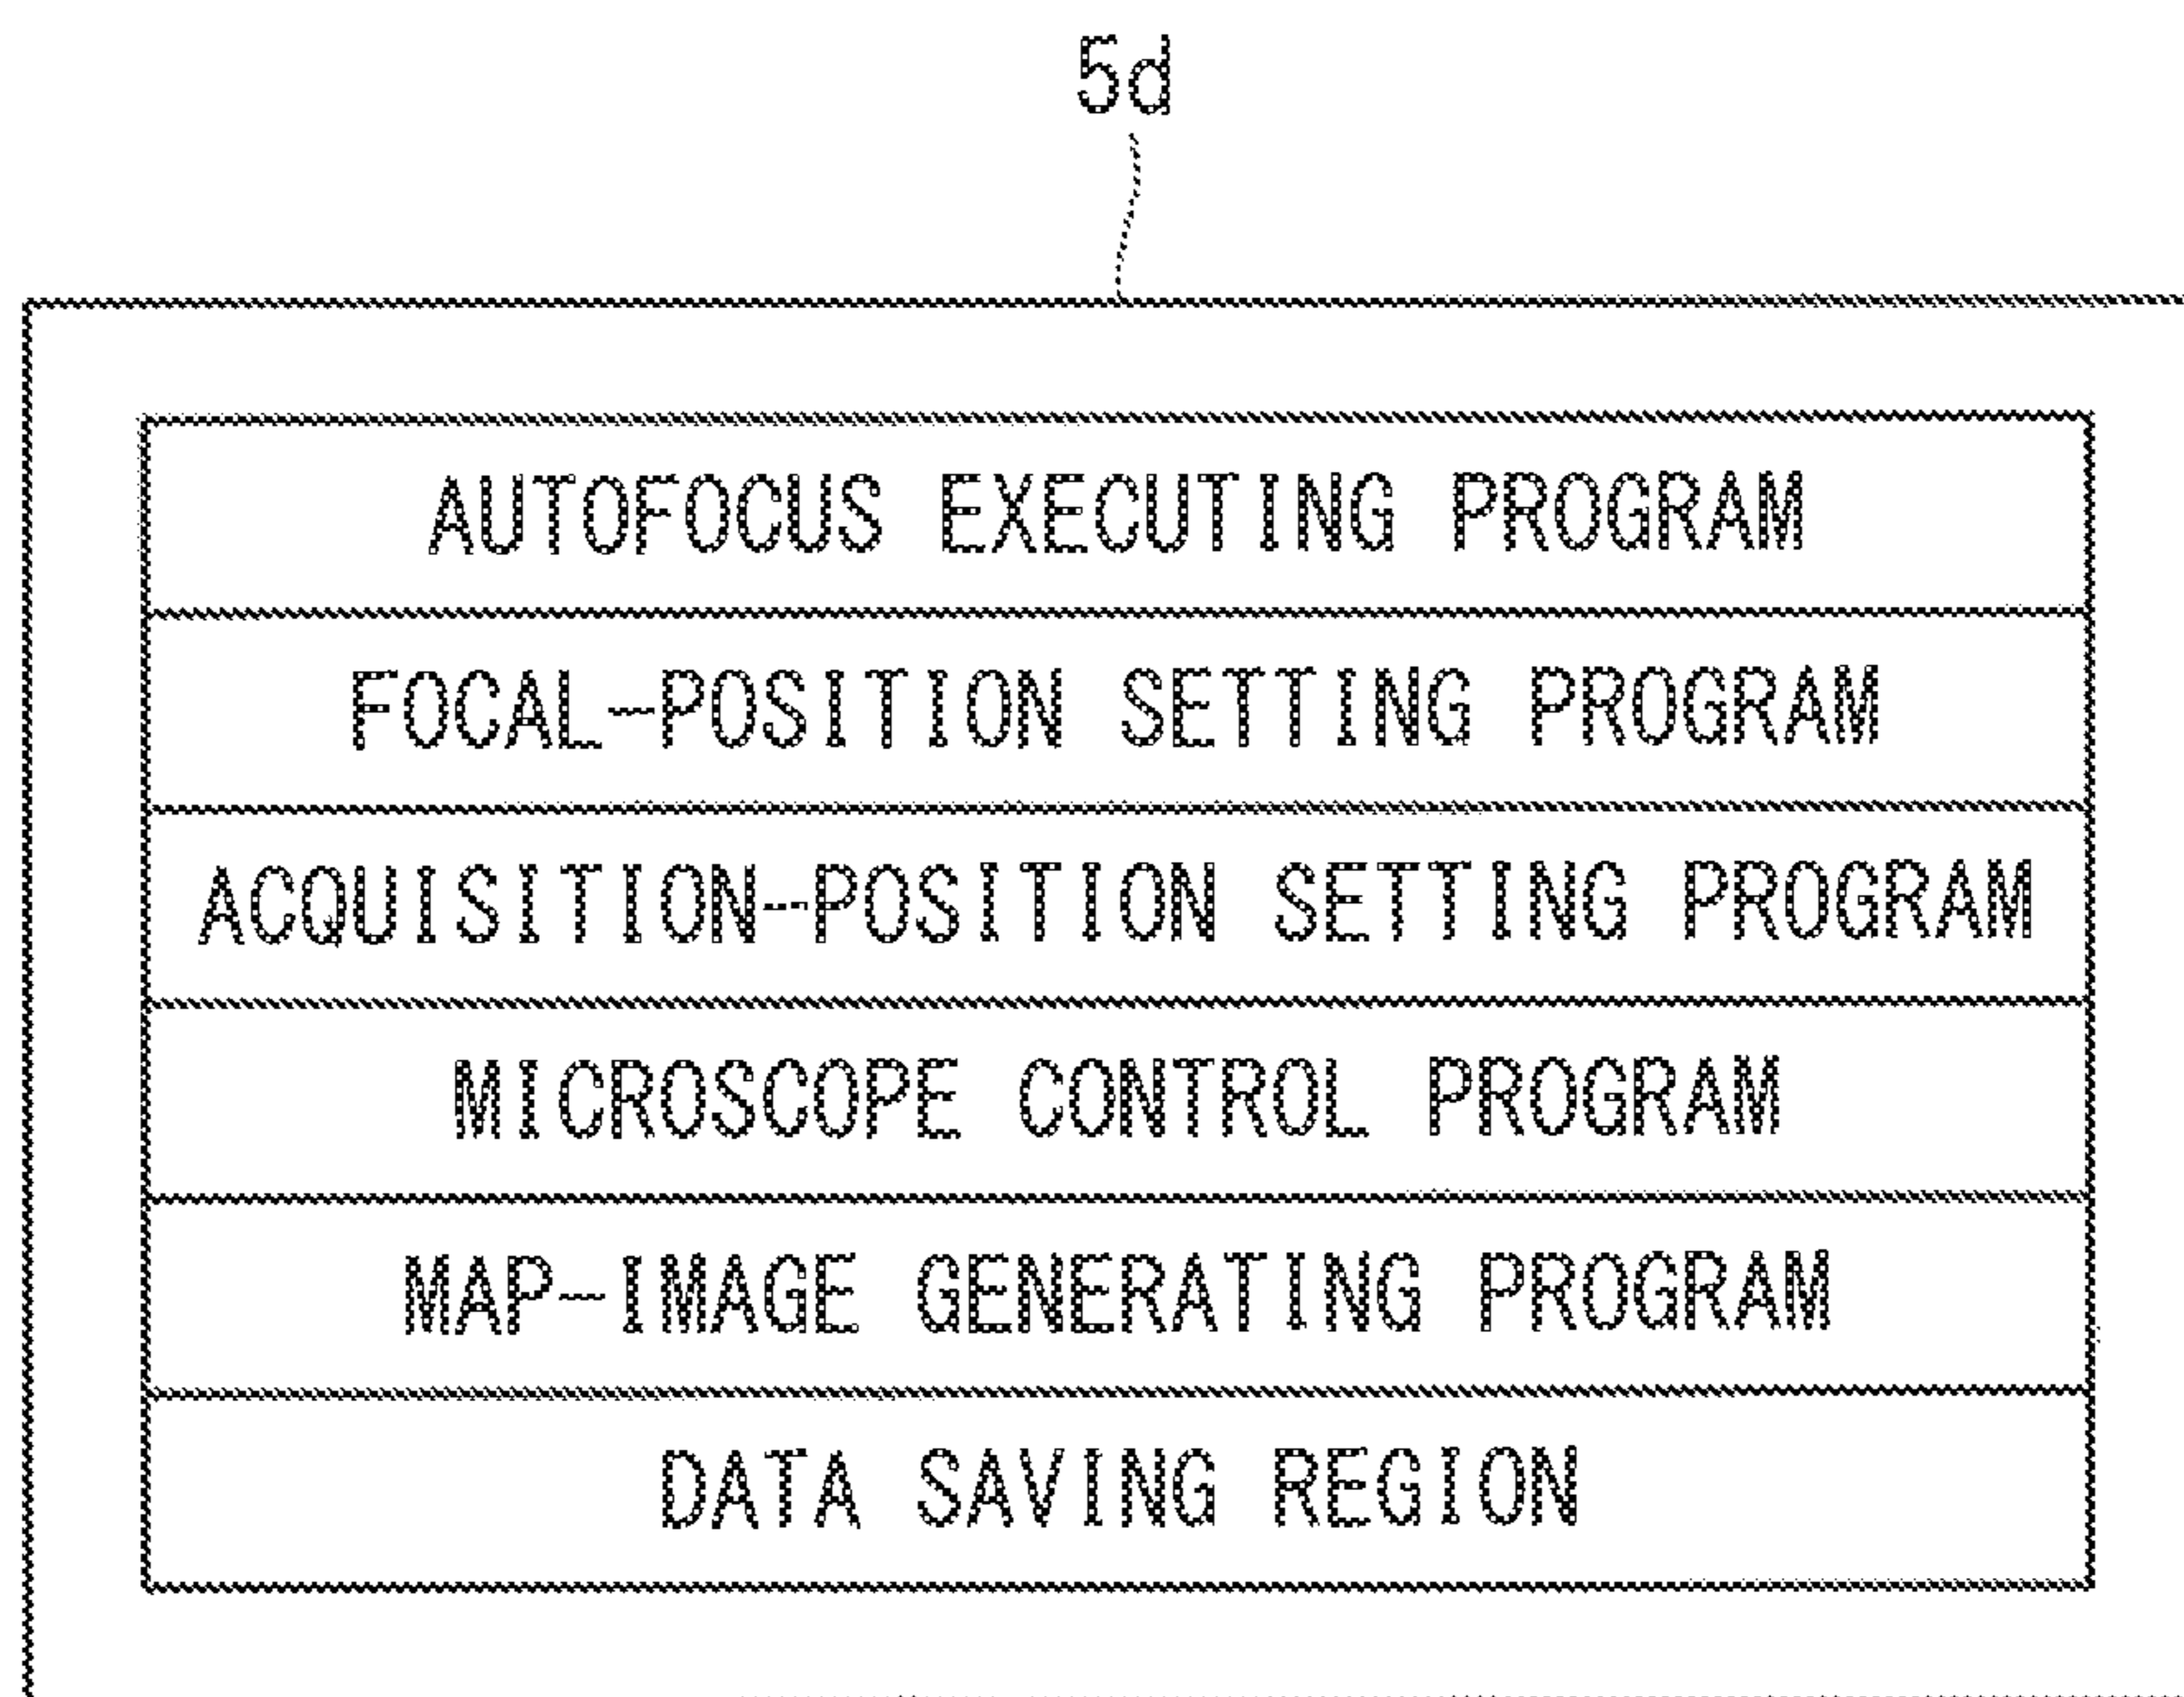 5d
AUTOFOCUS EXECUTING PROGRAM
FOCAL-POSITION SETTING PROGRAM
ACQUISITION-POSITION SETTING PROGRAM
MICROSCOPE CONTROL PROGRAM
MAP-IMAGE GENERATING PROGRAM
DATA SAVING REGION